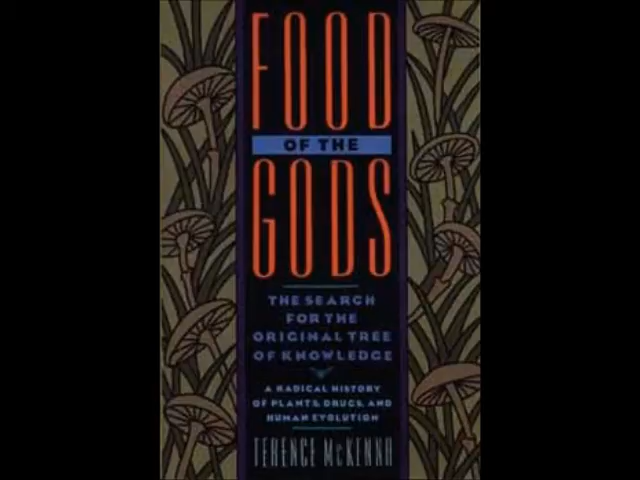 FOOD
OF THE
GODS
THE SEARCH
FOR THE
ORIGINAL TREE
OF KNOWLEDGE
A RADICAL HISTORY
OF PLANTS, DRUGS, AND
HUMAN EVOLUTION
TERENCE McKENNA